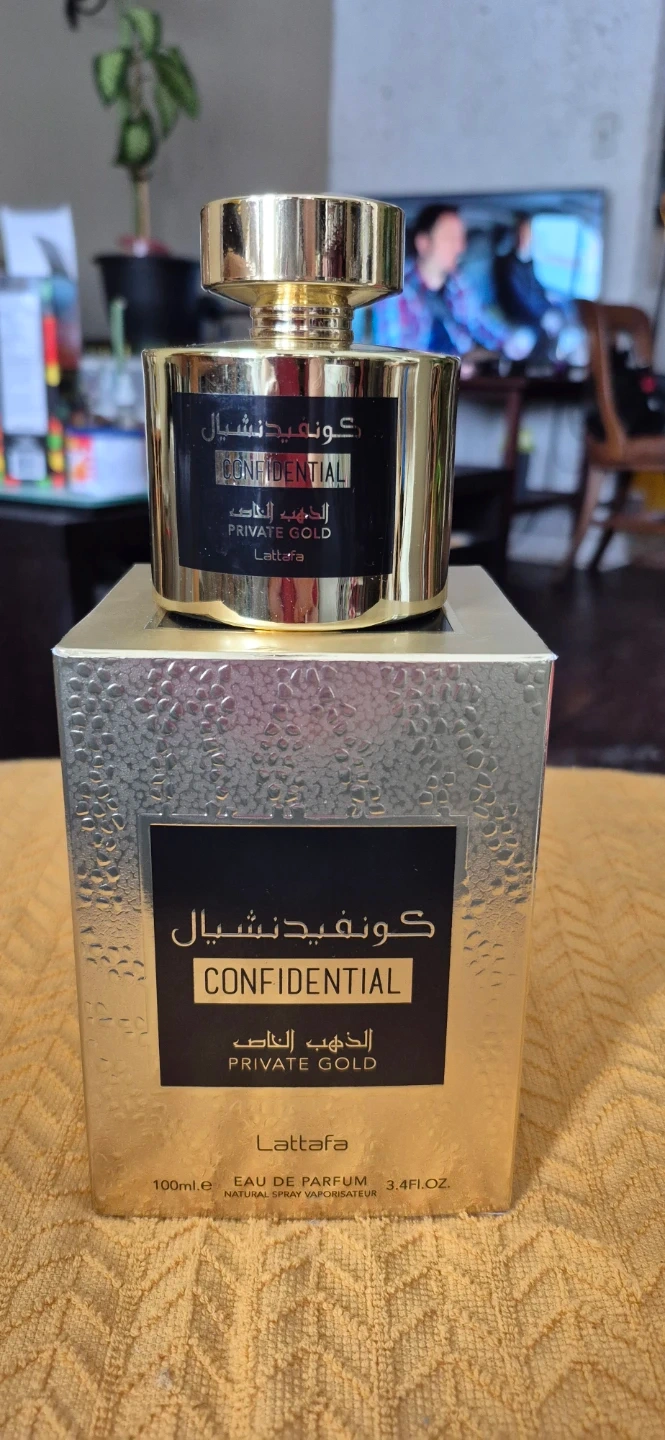 كونفيدنشيال
CONFIDENTIAL
الذهب الخاص
PRIVATE GOLD
Lattafa
كونفيدنشيال
CONFIDENTIAL
الذهب الخاص
PRIVATE GOLD
Lattafa
100ml.e EAU DE PARFUM 3.4Fl.OZ.
NATURAL SPRAY VAPORISATEUR